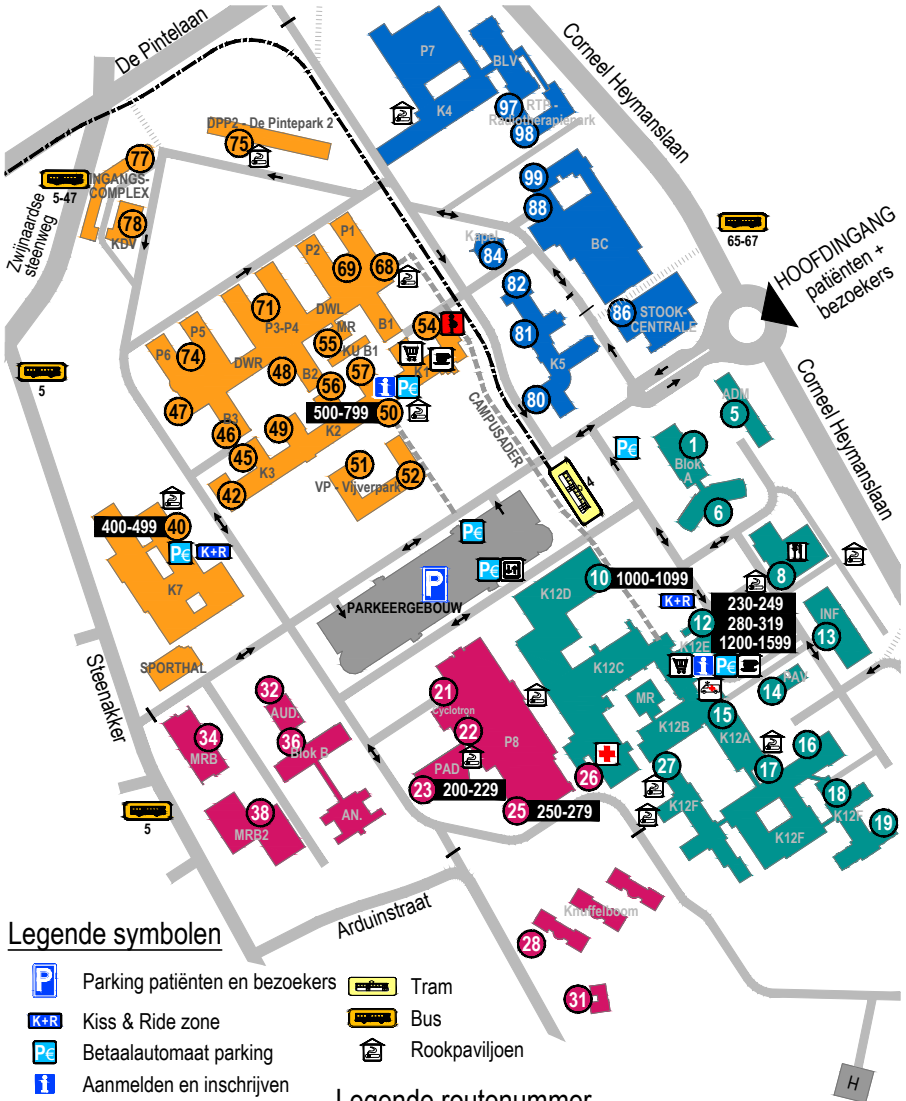 De Pintelaan
Corneel Heymanslaan
P7
BLV
K4
97
RTP -
Radiotherapiepark
98
DPP2 - De Pintepark 2
75
77
INGANGS-
COMPLEX
5-47
78
KDV
Zwijnaardse
steenweg
99
88
BC
65-67
HOOFDINGANG
patiënten +
bezoekers
Kapel
84
82
86
STOOK-
CENTRALE
81
K5
80
P1
P2
69
68
71
P3-P4
DWL
MR
B1
54
P5
P6
74
DWR
55
KU B1
48
B2
56
57
K1
i
P€
500-799
50
5
47
B3
46
49
K2
45
K3
42
51
52
VP - Vijverpark
CAMPUSADER
4
P€
ADM
5
1
Blok
A
6
Corneel Heymanslaan
400-499
40
P€
K+R
K7
P€
P
P€
PARKEERGEBOUW
10
1000-1099
K12D
K+R
8
230-249
280-319
1200-1599
12
K12E
INF
13
i
P€
SPORTHAL
Steenakker
32
AUD.
34
MRB
36
Blok B
21
Cyclotron
22
P8
PAD
23
200-229
25
250-279
K12C
MR
K12B
15
K12A
14
PAV
16
17
26
27
K12F
18
K12F
19
K12F
38
MRB2
AN.
5
Arduinstraat
Knuffelboom
28
31
H
Legende symbolen
P
Parking patiënten en bezoekers
Tram
K+R
Kiss & Ride zone
Bus
P€
Betaalautomaat parking
Rookpaviljoen
i
Aanmelden en inschrijven
Legende routenummer